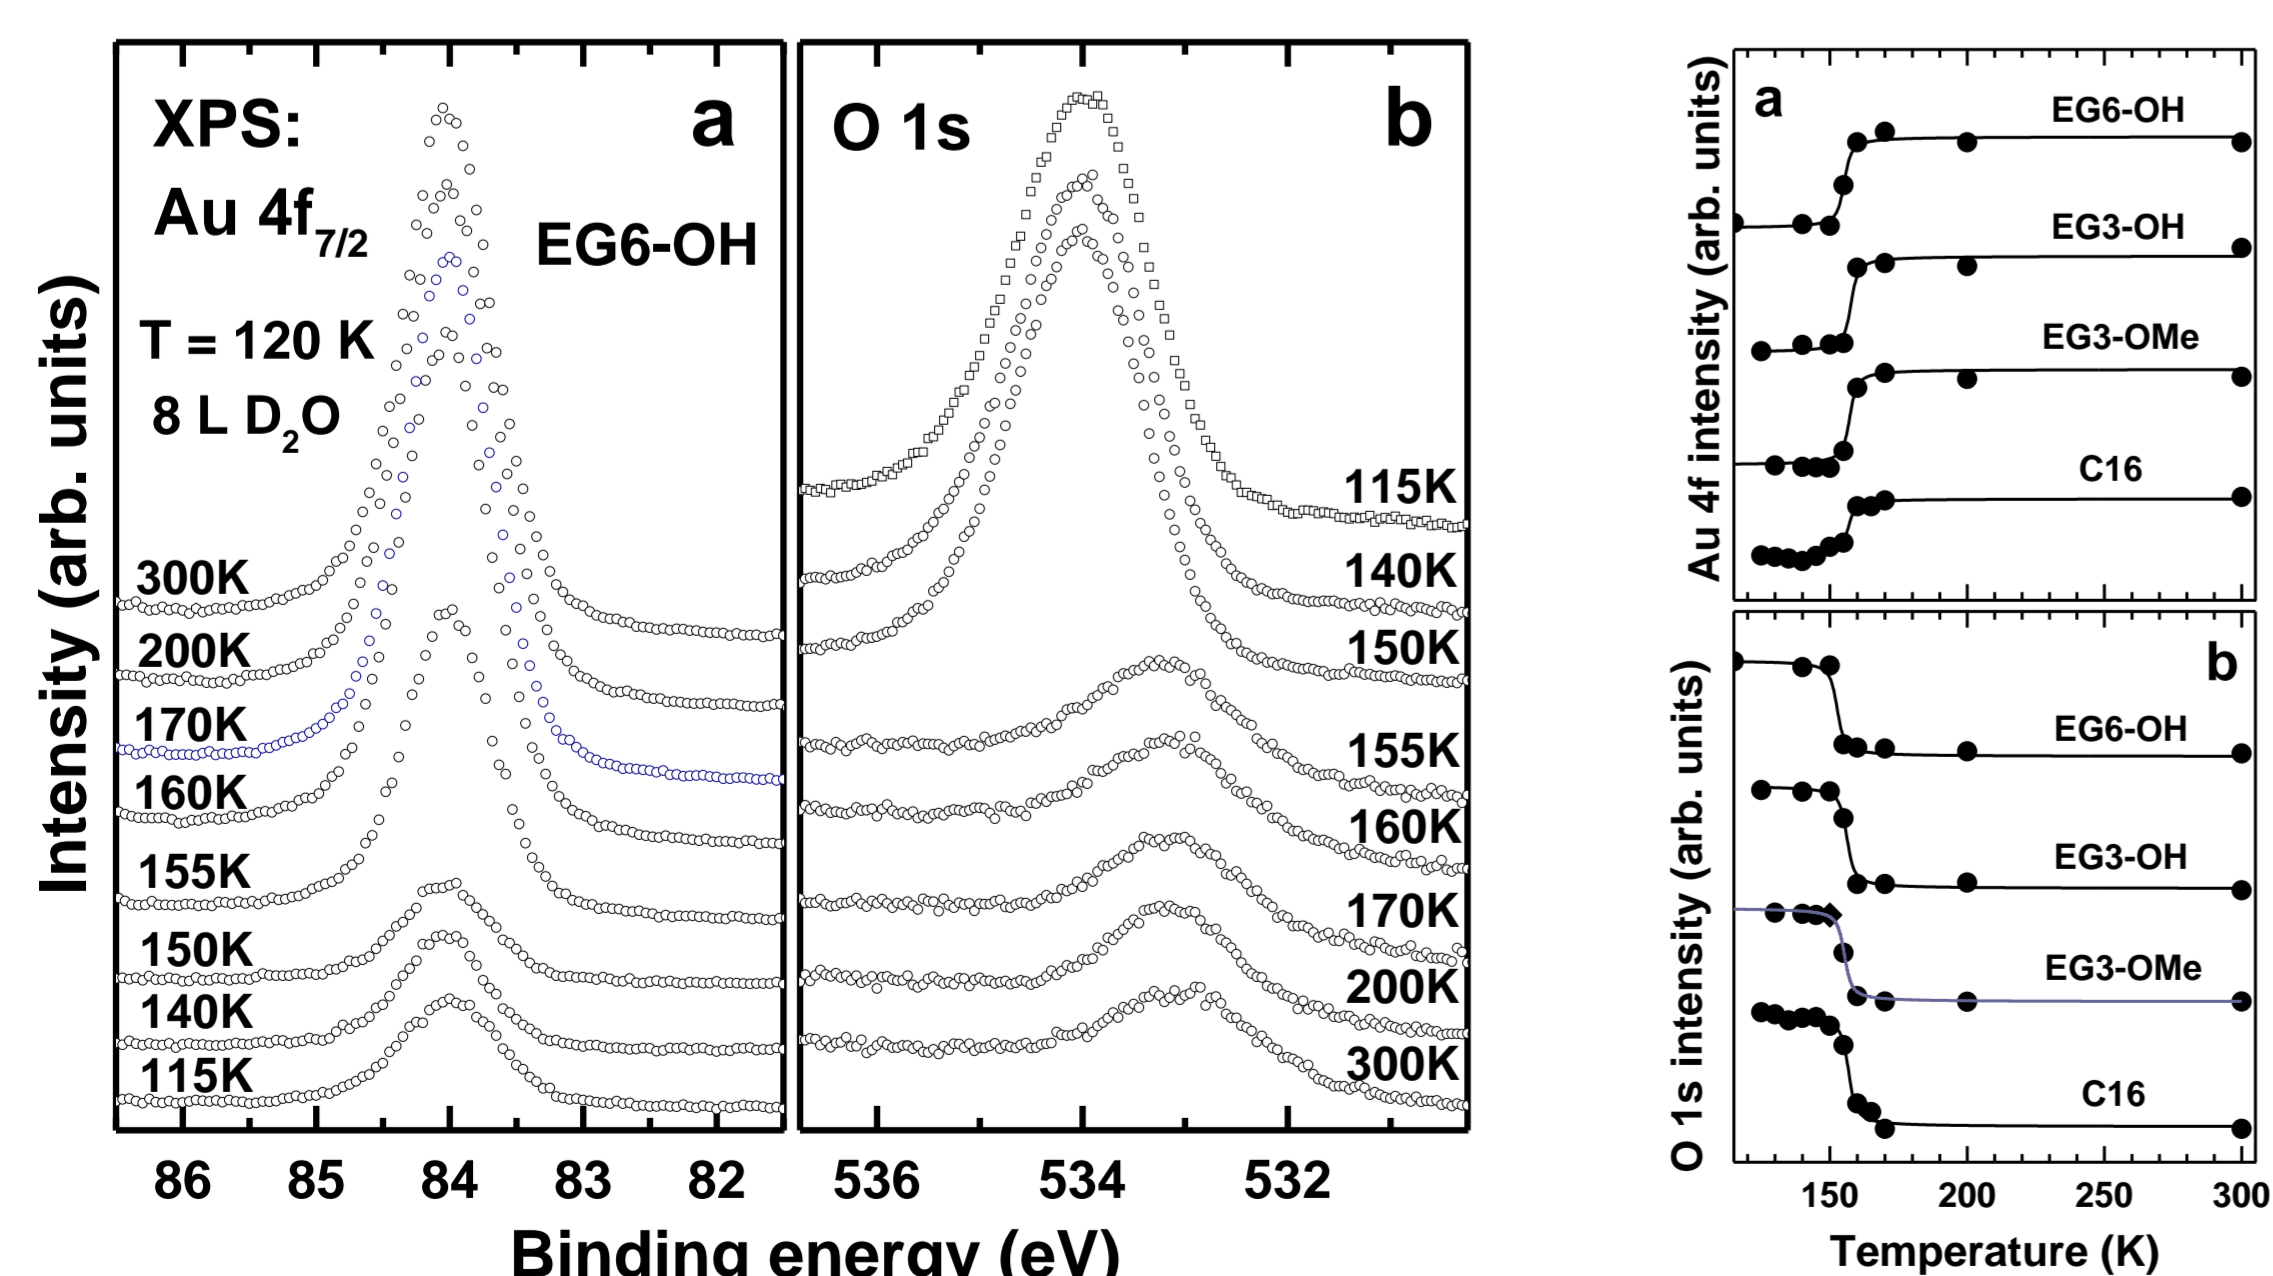 XPS:
Au 4f7/2
T = 120 K
8 L D2O
a
EG6-OH
300K
200K
170K
160K
155K
150K
140K
115K
86 85 84 83 82
O 1s
b
115K
140K
150K
155K
160K
170K
200K
300K
536 534 532
Intensity (arb. units)
Binding energy (eV)
a
EG6-OH
EG3-OH
EG3-OMe
C16
Au 4f intensity (arb. units)
b
EG6-OH
EG3-OH
EG3-OMe
C16
O 1s intensity (arb. units)
150 200 250 300
Temperature (K)